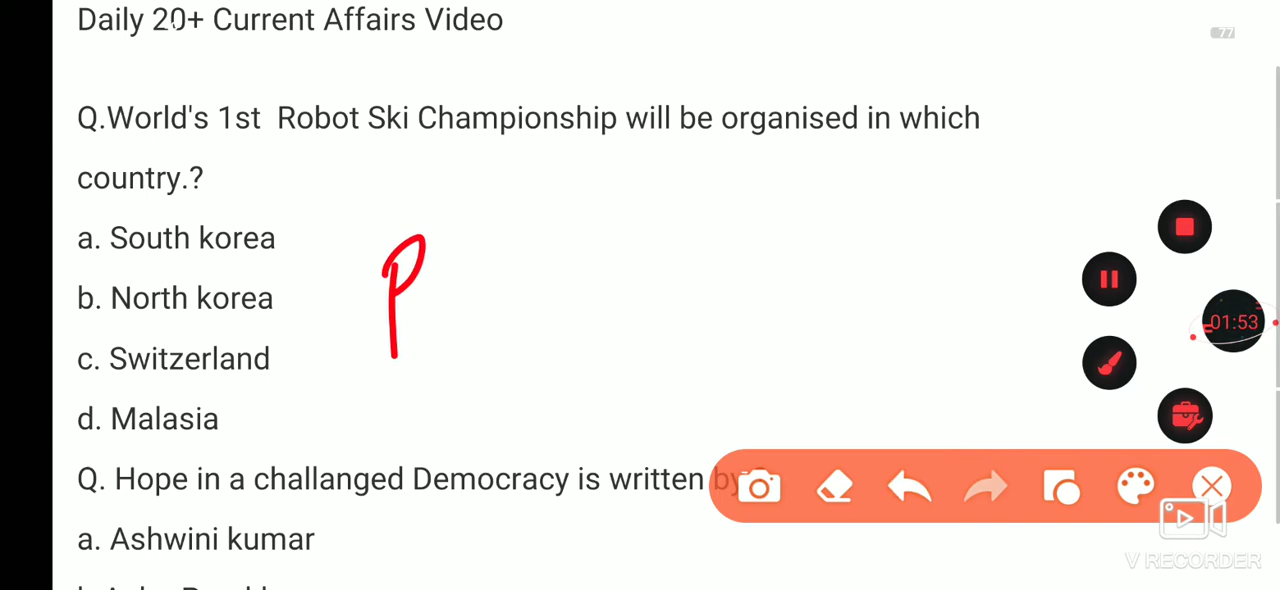 Daily 20+ Current Affairs Video
77
Q.World's 1st Robot Ski Championship will be organised in which
country.?
a. South korea
P
b. North korea
c. Switzerland
01:53
d. Malasia
Q. Hope in a challanged Democracy is written by
a. Ashwini kumar
V RECORDER